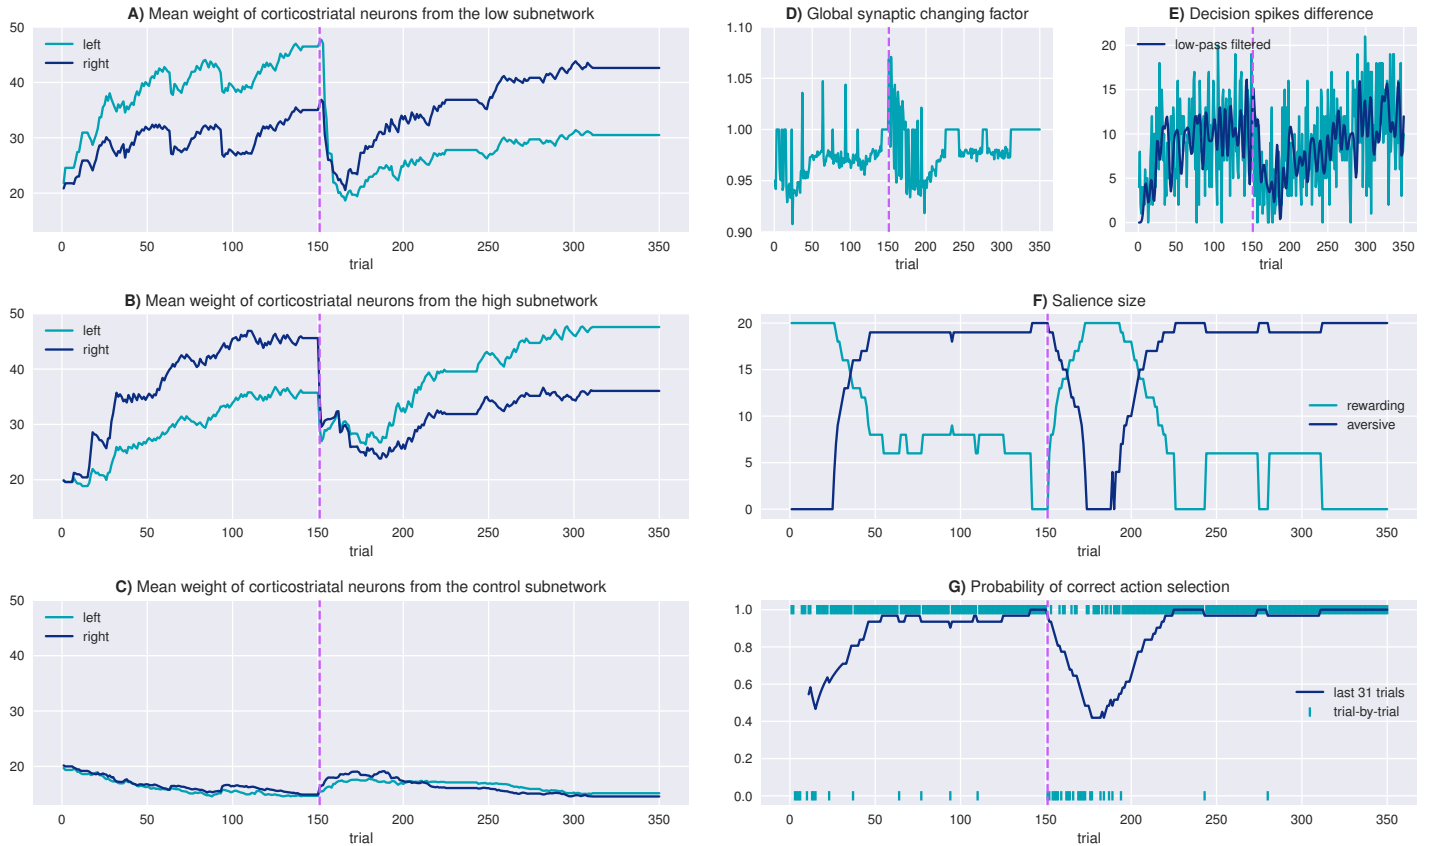 A) Mean weight of corticostriatal neurons from the low subnetwork
50
40
30
20
left
right
0 50 100 150 200 250 300 350
trial
B) Mean weight of corticostriatal neurons from the high subnetwork
50
40
30
20
left
right
0 50 100 150 200 250 300 350
trial
C) Mean weight of corticostriatal neurons from the control subnetwork
50
40
30
20
left
right
0 50 100 150 200 250 300 350
trial
D) Global synaptic changing factor
1.10
1.05
1.00
0.95
0.90
0 50 100 150 200 250 300 350
trial
E) Decision spikes difference
20
15
10
5
0
low-pass filtered
0 50 100 150 200 250 300 350
trial
F) Salience size
20
15
10
5
0
rewarding
aversive
0 50 100 150 200 250 300 350
trial
G) Probability of correct action selection
1.0
0.8
0.6
0.4
0.2
0.0
last 31 trials
trial-by-trial
0 50 100 150 200 250 300 350
trial